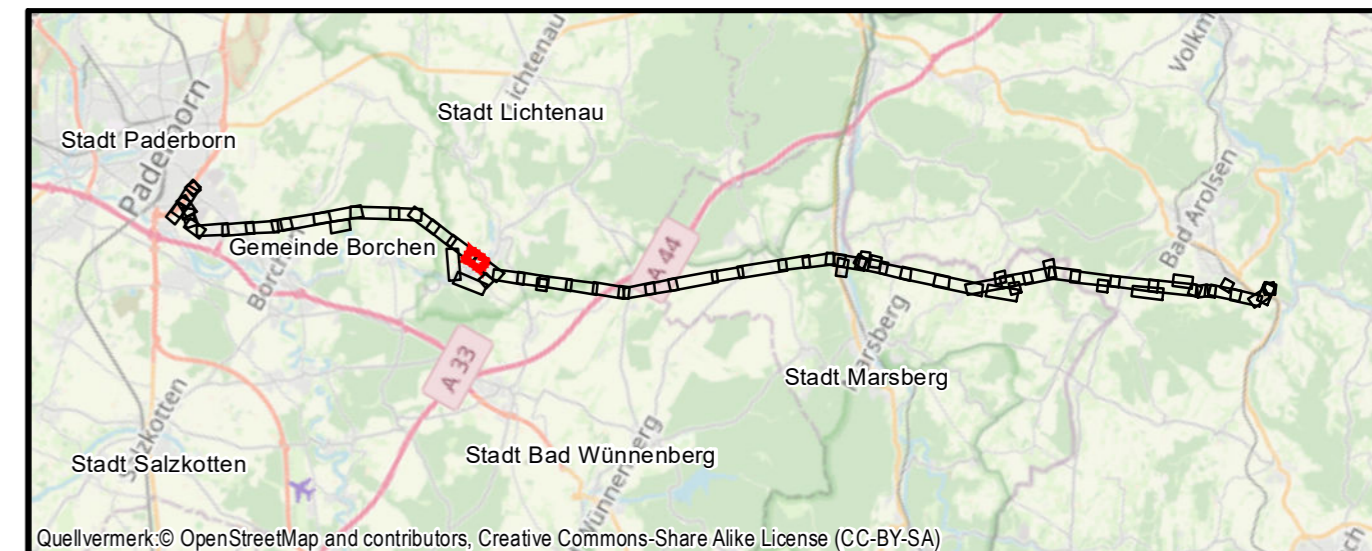 Volkm
Lichtenau
Stadt Lichtenau
Stadt Paderborn
Paderborn
Bad Arolsen
Gemeinde Borchen
A 44
Borchen
A 33
Marsberg
Stadt Marsberg
Salzkotten
Stadt Salzkotten
Stadt Bad Wünnenberg
Wünnenberg
Quellvermerk:© OpenStreetMap and contributors, Creative Commons-Share Alike License (CC-BY-SA)